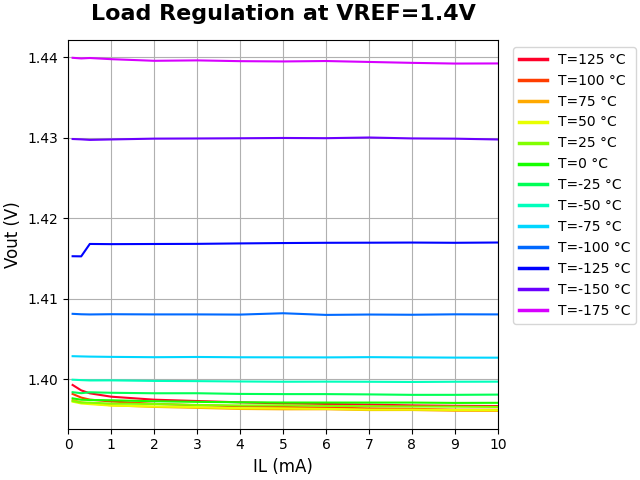 Load Regulation at VREF=1.4V
Vout (V)
1.44
1.43
1.42
1.41
1.40
0 1 2 3 4 5 6 7 8 9 10
IL (mA)
T=125 °C
T=100 °C
T=75 °C
T=50 °C
T=25 °C
T=0 °C
T=-25 °C
T=-50 °C
T=-75 °C
T=-100 °C
T=-125 °C
T=-150 °C
T=-175 °C